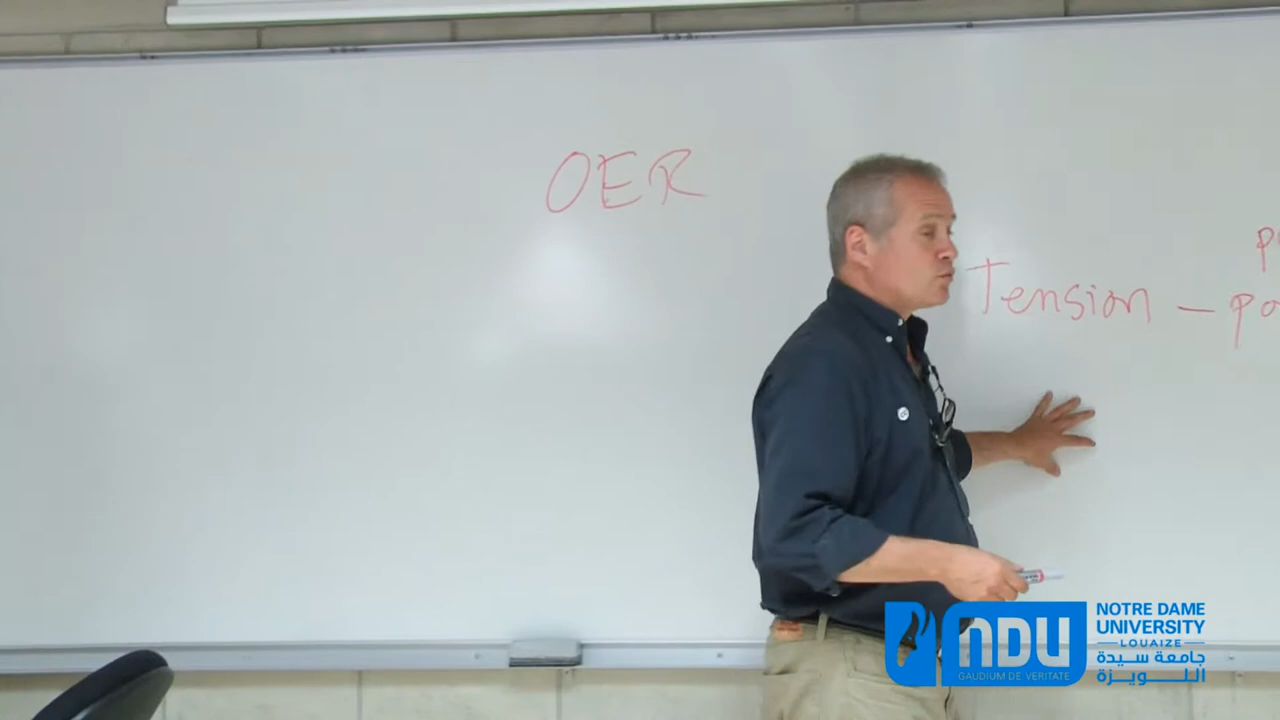 OER
Tension –
NDU
GAUDIUM DE VERITATE
NOTRE DAME
UNIVERSITY
LOUAIZE
جامعة سيدة
اللويزة